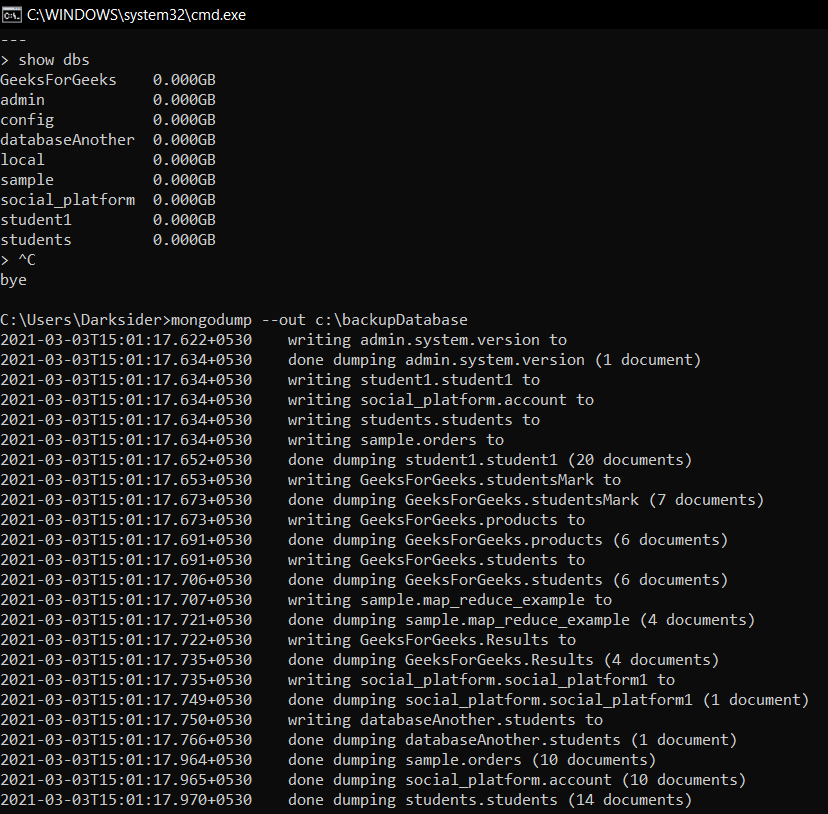 C:\WINDOWS\system32\cmd.exe
---
> show dbs
GeeksForGeeks    0.000GB
admin            0.000GB
config           0.000GB
databaseAnother  0.000GB
local            0.000GB
sample           0.000GB
social_platform  0.000GB
student1         0.000GB
students         0.000GB
> ^C
bye

C:\Users\Darksider>mongodump --out c:\backupDatabase
2021-03-03T15:01:17.622+0530    writing admin.system.version to
2021-03-03T15:01:17.634+0530    done dumping admin.system.version (1 document)
2021-03-03T15:01:17.634+0530    writing student1.student1 to
2021-03-03T15:01:17.634+0530    writing social_platform.account to
2021-03-03T15:01:17.634+0530    writing students.students to
2021-03-03T15:01:17.634+0530    writing sample.orders to
2021-03-03T15:01:17.652+0530    done dumping student1.student1 (20 documents)
2021-03-03T15:01:17.653+0530    writing GeeksForGeeks.studentsMark to
2021-03-03T15:01:17.673+0530    done dumping GeeksForGeeks.studentsMark (7 documents)
2021-03-03T15:01:17.673+0530    writing GeeksForGeeks.products to
2021-03-03T15:01:17.691+0530    done dumping GeeksForGeeks.products (6 documents)
2021-03-03T15:01:17.691+0530    writing GeeksForGeeks.students to
2021-03-03T15:01:17.706+0530    done dumping GeeksForGeeks.students (6 documents)
2021-03-03T15:01:17.707+0530    writing sample.map_reduce_example to
2021-03-03T15:01:17.721+0530    done dumping sample.map_reduce_example (4 documents)
2021-03-03T15:01:17.722+0530    writing GeeksForGeeks.Results to
2021-03-03T15:01:17.735+0530    done dumping GeeksForGeeks.Results (4 documents)
2021-03-03T15:01:17.735+0530    writing social_platform.social_platform1 to
2021-03-03T15:01:17.749+0530    done dumping social_platform.social_platform1 (1 document)
2021-03-03T15:01:17.750+0530    writing databaseAnother.students to
2021-03-03T15:01:17.766+0530    done dumping databaseAnother.students (1 document)
2021-03-03T15:01:17.964+0530    done dumping sample.orders (10 documents)
2021-03-03T15:01:17.965+0530    done dumping social_platform.account (10 documents)
2021-03-03T15:01:17.970+0530    done dumping students.students (14 documents)